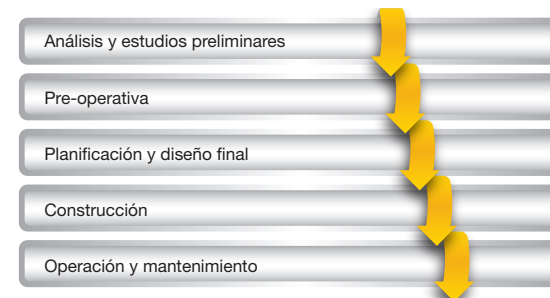 Análisis y estudios preliminares
Pre-operativa
Planificación y diseño final
Construcción
Operación y mantenimiento